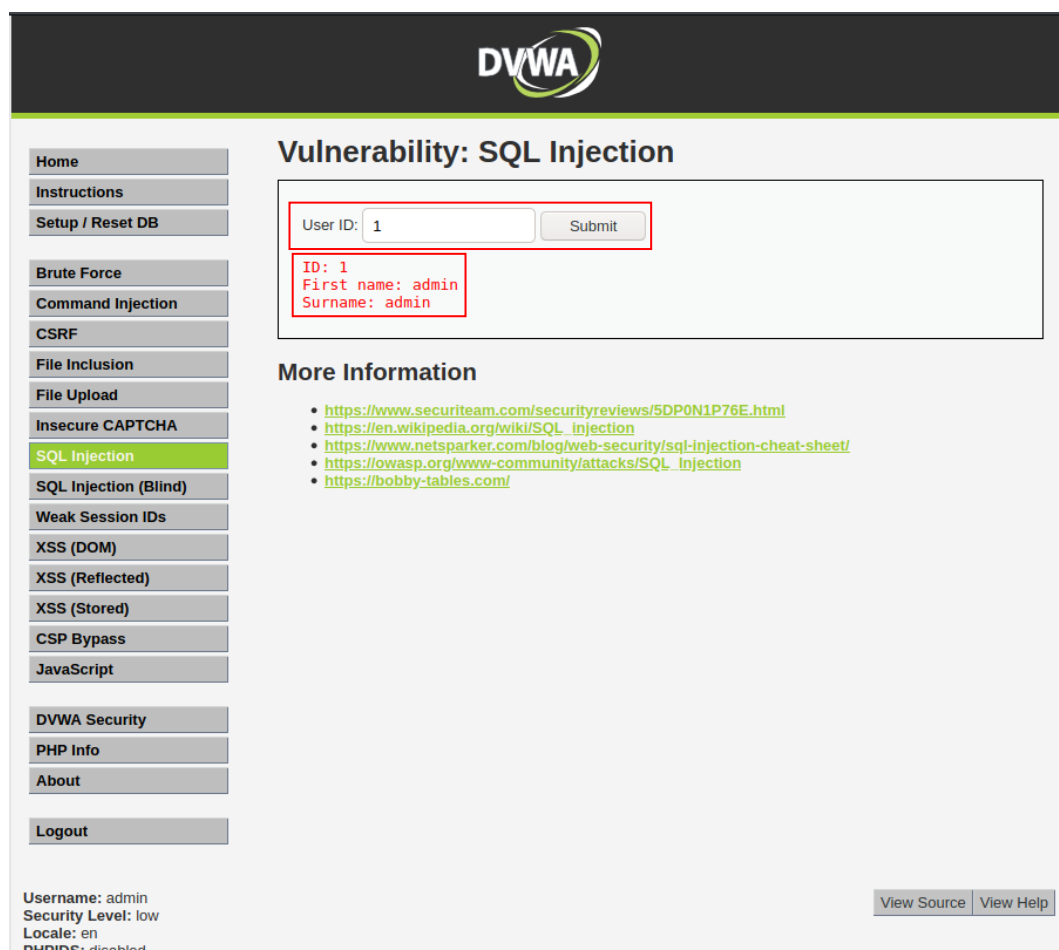 DVWA
Home
Instructions
Setup / Reset DB
Brute Force
Command Injection
CSRF
File Inclusion
File Upload
Insecure CAPTCHA
SQL Injection
SQL Injection (Blind)
Weak Session IDs
XSS (DOM)
XSS (Reflected)
XSS (Stored)
CSP Bypass
JavaScript
DVWA Security
PHP Info
About
Logout
Vulnerability: SQL Injection
User ID: 1 Submit
ID: 1
First name: admin
Surname: admin
More Information
https://www.securiteam.com/securityreviews/5DP0N1P76E.html
https://en.wikipedia.org/wiki/SQL_injection
https://www.netsparker.com/blog/web-security/sql-injection-cheat-sheet/
https://owasp.org/www-community/attacks/SQL_Injection
https://bobby-tables.com/
Username: admin
Security Level: low
Locale: en
PHPIDS: disabled
View Source View Help